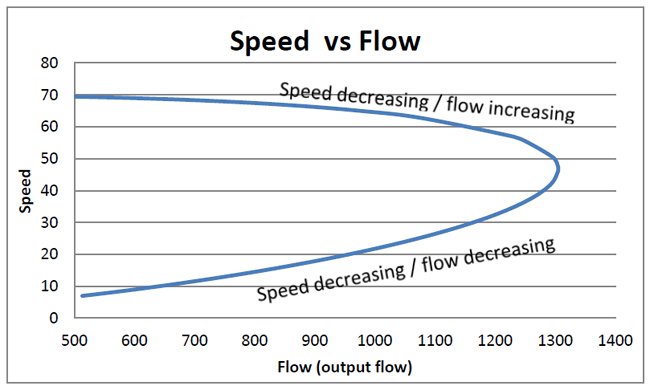 Speed vs Flow
80
70
60
50
40
30
20
10
0
Speed
Speed decreasing / flow increasing
Speed decreasing / flow decreasing
500 600 700 800 900 1000 1100 1200 1300 1400
Flow (output flow)